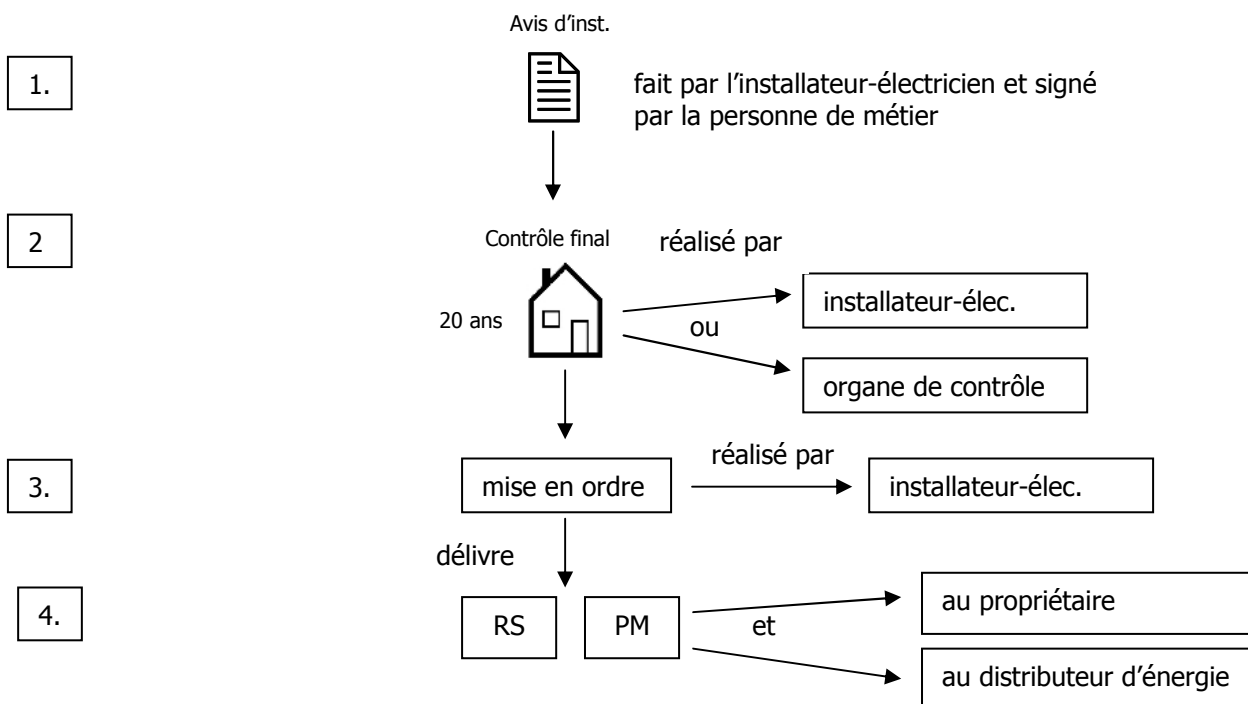 Avis d’inst.
1.
fait par l’installateur-électricien et signé
par la personne de métier
2
Contrôle final
réalisé par
20 ans
installateur-élec.
ou
organe de contrôle
3.
mise en ordre
réalisé par
installateur-élec.
délivre
4.
RS
PM
et
au propriétaire
au distributeur d’énergie